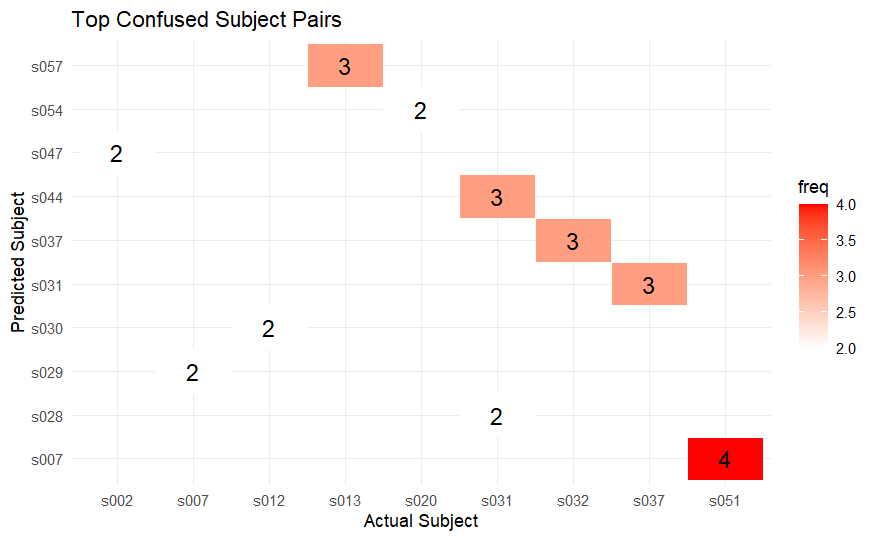 Top Confused Subject Pairs
Predicted Subject
s057
3
s054
2
s047
2
s044
3
s037
3
s031
3
s030
2
s029
2
s028
2
s007
4
s002 s007 s012 s013 s020 s031 s032 s037 s051
Actual Subject
freq
4.0
3.5
3.0
2.5
2.0